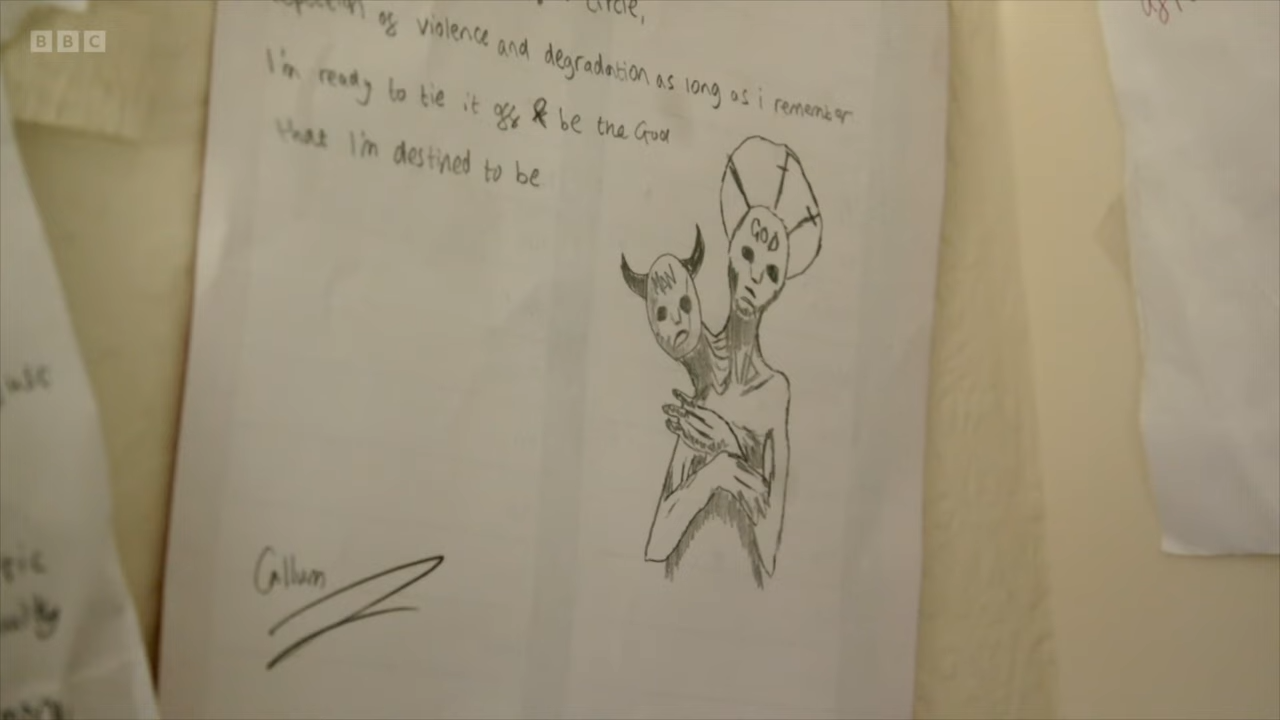 BBC
circle,
of violence and degradation as long as i remember
I'm ready to tie it off & be the God
that I'm destined to be
GOD
MAN
Callum
use